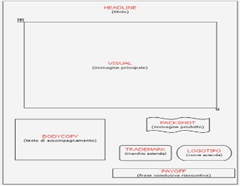 HEADLINE
(titolo)
VISUAL
(immagine principale)
PACKSHOT
(immagine prodotto)
BODYCOPY
(testo di accompagnamento)
TRADEMARK
(marchio azienda)
LOGOTIPO
(nome azienda)
PAYOFF
(frase conclusiva riassuntiva)